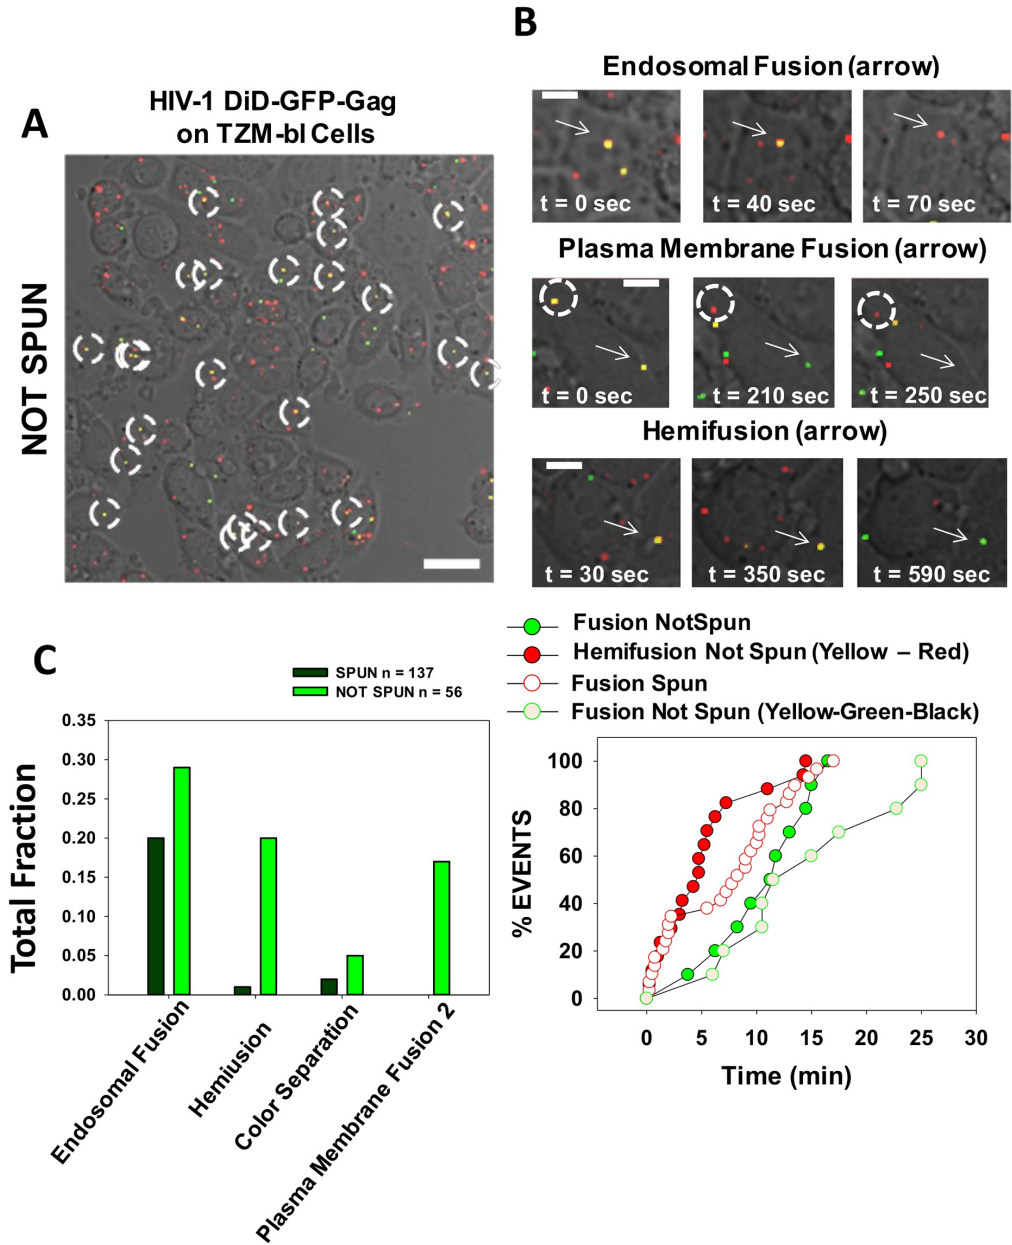 A
HIV-1 DiD-GFP-Gag
on TZM-bl Cells
NOT SPUN
B
Endosomal Fusion (arrow)
t = 0 sec
t = 40 sec
t = 70 sec
Plasma Membrane Fusion (arrow)
t = 0 sec
t = 210 sec
t = 250 sec
Hemifusion (arrow)
t = 30 sec
t = 350 sec
t = 590 sec
C
SPUN n = 137
NOT SPUN n = 56
Total Fraction
0.35
0.30
0.25
0.20
0.15
0.10
0.05
0.00
Endosomal Fusion
Hemiusion
Color Separation
Plasma Membrane Fusion 2
Fusion NotSpun
Hemifusion Not Spun (Yellow – Red)
Fusion Spun
Fusion Not Spun (Yellow-Green-Black)
% EVENTS
100
80
60
40
20
0
0 5 10 15 20 25 30
Time (min)